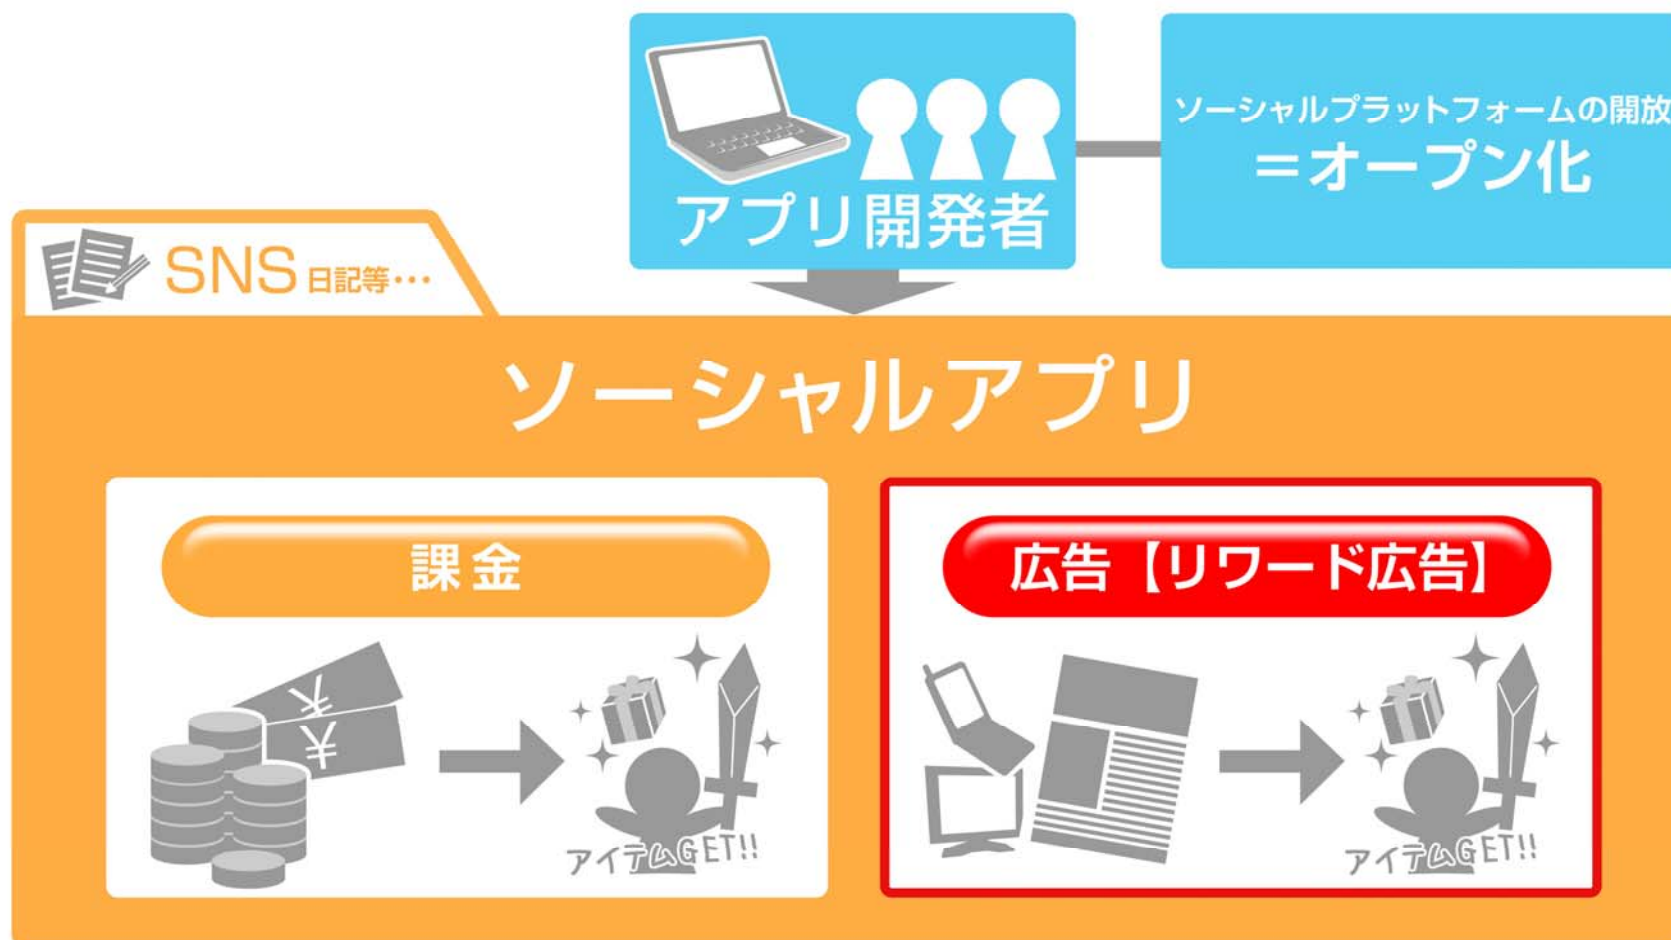 アプリ開発者
ソーシャルプラットフォームの開放
＝オープン化
SNS 日記等…
ソーシャルアプリ
課金
¥
¥
アイテムGET!!
広告【リワード広告】
アイテムGET!!